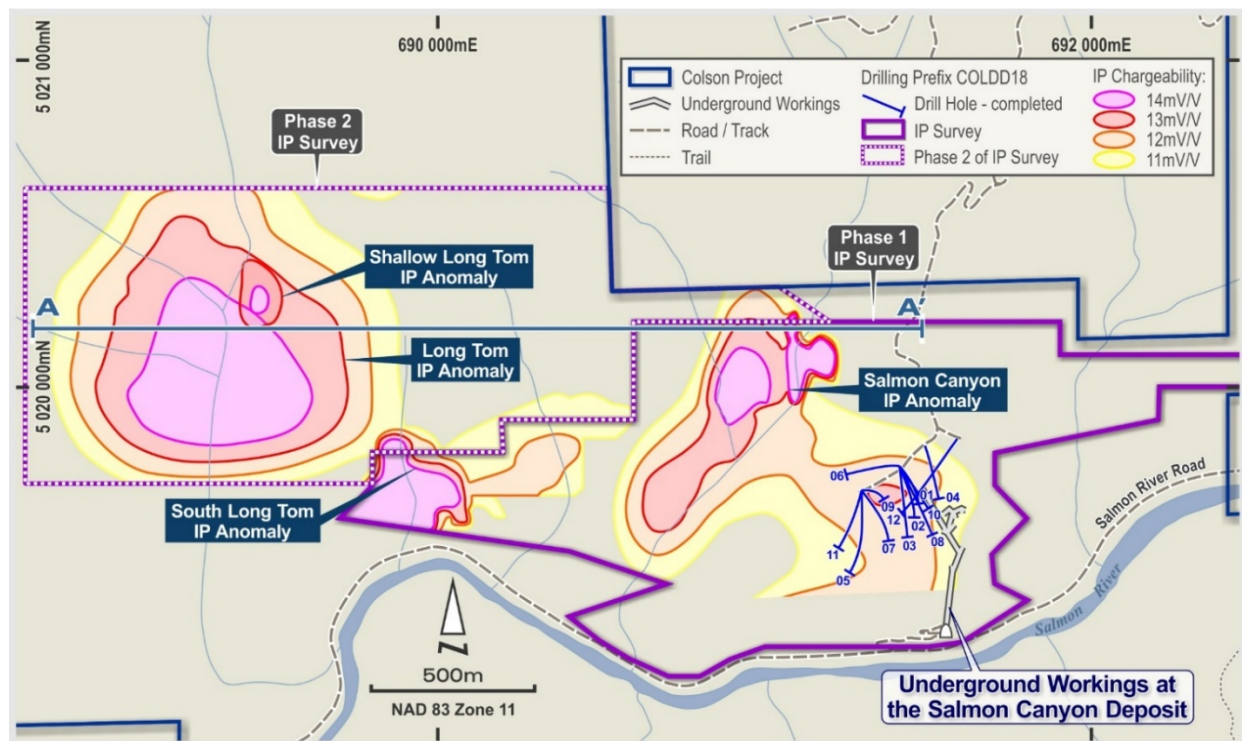 690 000mE
692 000mE
5 021 000mN
5 020 000mN
Colson Project
Underground Workings
Road / Track
Trail
Drilling Prefix COLDD18
Drill Hole - completed
IP Survey
Phase 2 of IP Survey
IP Chargeability:
14mV/V
13mV/V
12mV/V
11mV/V
Phase 2
IP Survey
Phase 1
IP Survey
Shallow Long Tom
IP Anomaly
A
A'
Long Tom
IP Anomaly
Salmon Canyon
IP Anomaly
South Long Tom
IP Anomaly
06
09
12
01
04
10
02
11
07
03
08
05
Salmon River Road
Salmon River
N
500m
NAD 83 Zone 11
Underground Workings at
the Salmon Canyon Deposit